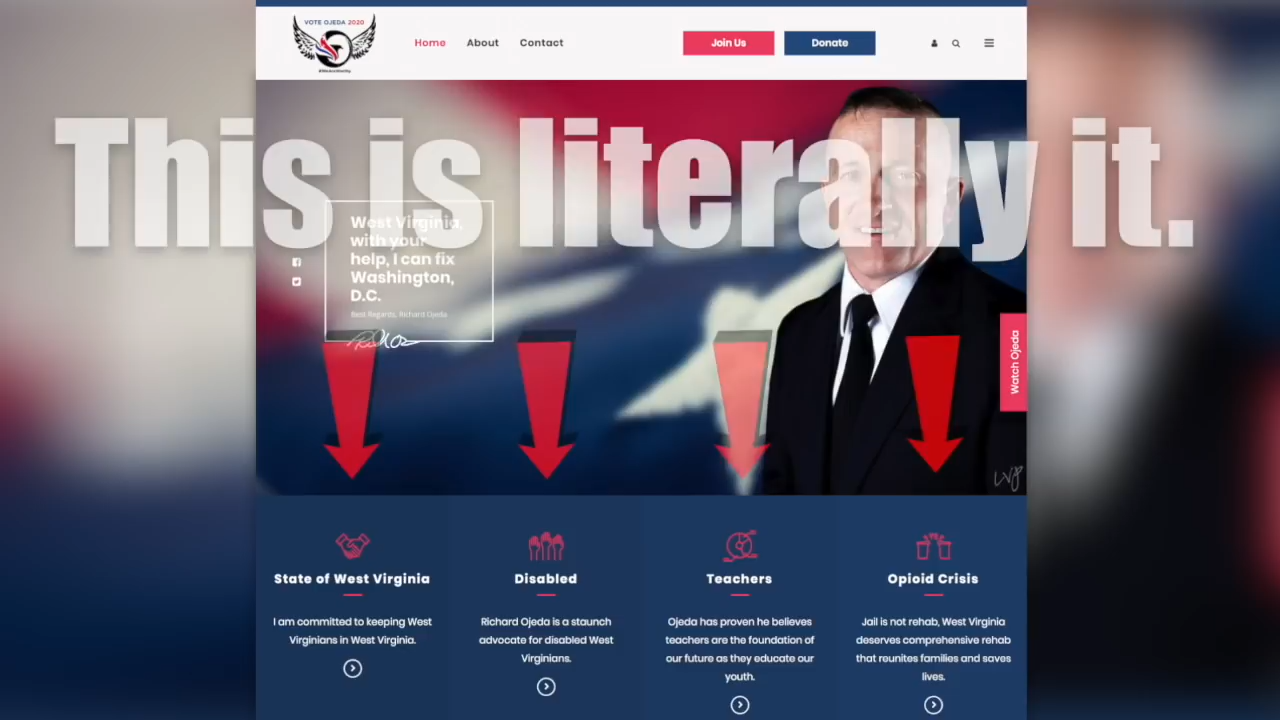 VOTE OJEDA 2020
Home
About
Contact
Join Us
Donate
This is literally it.
West Virginia,
with your
help, I can fix
Washington,
D.C.
Best Regards, Richard Ojeda
Watch Ojeda
State of West Virginia
I am committed to keeping West
Virginians in West Virginia.
Disabled
Richard Ojeda is a staunch
advocate for disabled West
Virginians.
Teachers
Ojeda has proven he believes
teachers are the foundation of
our future as they educate our
youth.
Opioid Crisis
Jail is not rehab, West Virginia
deserves comprehensive rehab
that reunites families and saves
lives.